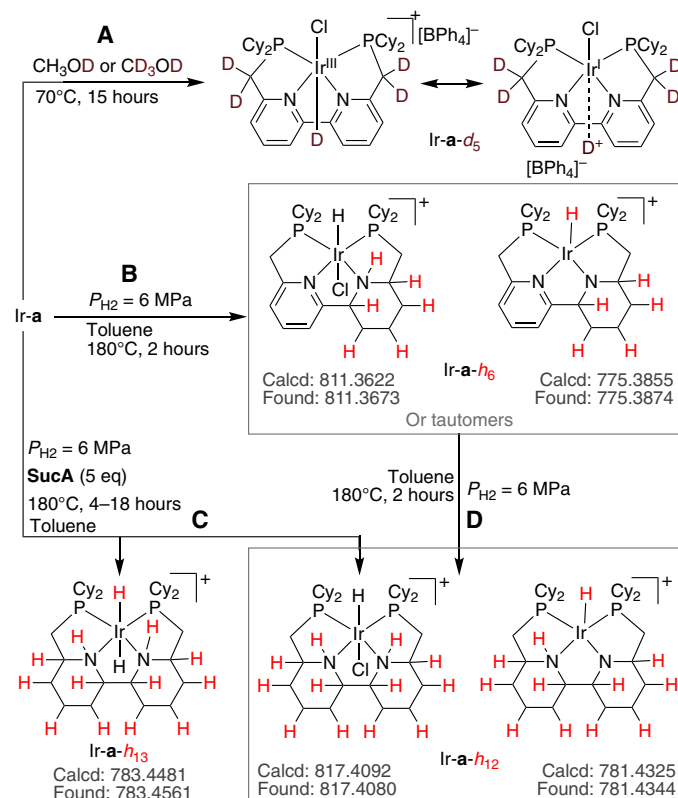 A
CH₃OD or CD₃OD
70°C, 15 hours
Cl
Cy₂P PCy₂
Irᴵᴵᴵ
D D D D
N N
D
[BPh₄]⁻
+
Cl
Cy₂P PCy₂
Irᴵ
D D D D
N N
D⁺
[BPh₄]⁻
Ir-a-d₅
Ir-a
B
P_H2 = 6 MPa
Toluene
180°C, 2 hours
Cy₂ H Cy₂ +
P P
Ir H
N N H
Cl H H
H H
Calcd: 811.3622
Found: 811.3673
Ir-a-h₆
Cy₂ H Cy₂ +
P P
Ir
N N H
H H
H H
Calcd: 775.3855
Found: 775.3874
Or tautomers
P_H2 = 6 MPa
SucA (5 eq)
180°C, 4–18 hours
Toluene
C
Toluene
180°C, 2 hours
P_H2 = 6 MPa
D
Cy₂ H Cy₂ +
P P
H Ir H
H N N H
H H H H H
H H H H
Ir-a-h₁₃
Calcd: 783.4481
Found: 783.4561
Cy₂ H Cy₂ +
P P
H Ir H
H N N H
H H Cl H H
H H H H
Calcd: 817.4092
Found: 817.4080
Ir-a-h₁₂
Cy₂ H Cy₂ +
P P
H Ir
H N N H
H H H H
H H H H
Calcd: 781.4325
Found: 781.4344